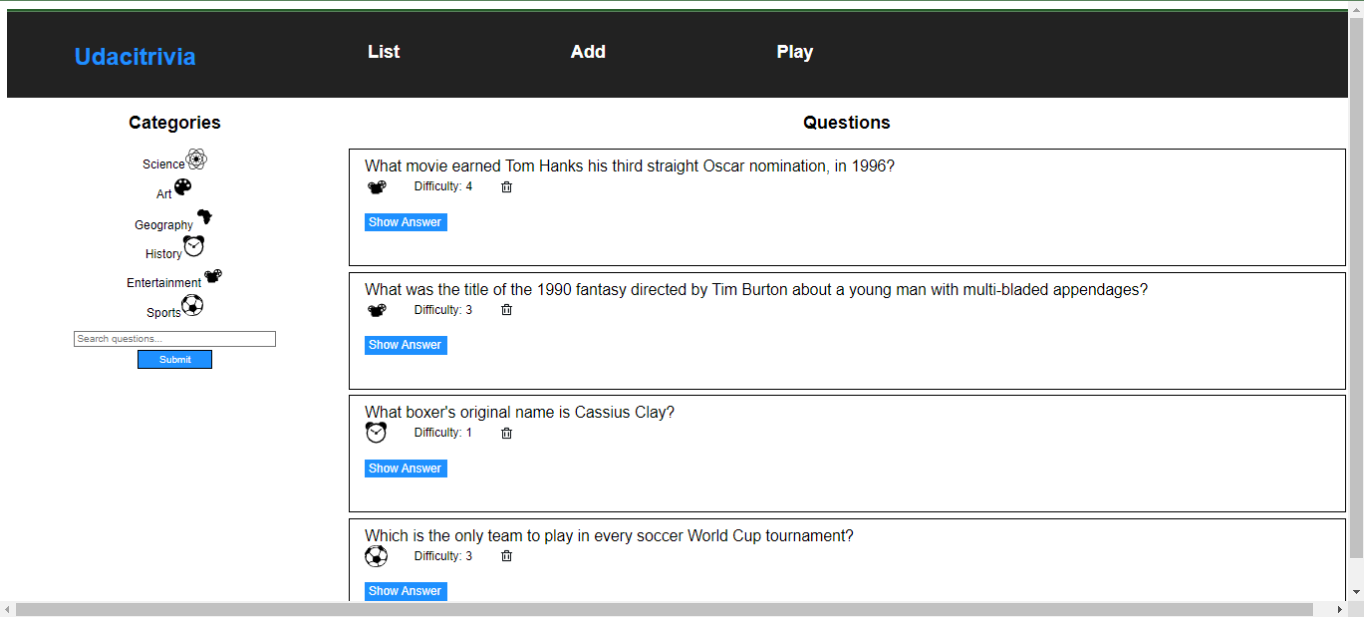 Udacitrivia
List
Add
Play
Categories
Science
Art
Geography
History
Entertainment
Sports
Search questions...
Submit
Questions
What movie earned Tom Hanks his third straight Oscar nomination, in 1996?
Difficulty: 4
Show Answer
What was the title of the 1990 fantasy directed by Tim Burton about a young man with multi-bladed appendages?
Difficulty: 3
Show Answer
What boxer's original name is Cassius Clay?
Difficulty: 1
Show Answer
Which is the only team to play in every soccer World Cup tournament?
Difficulty: 3
Show Answer